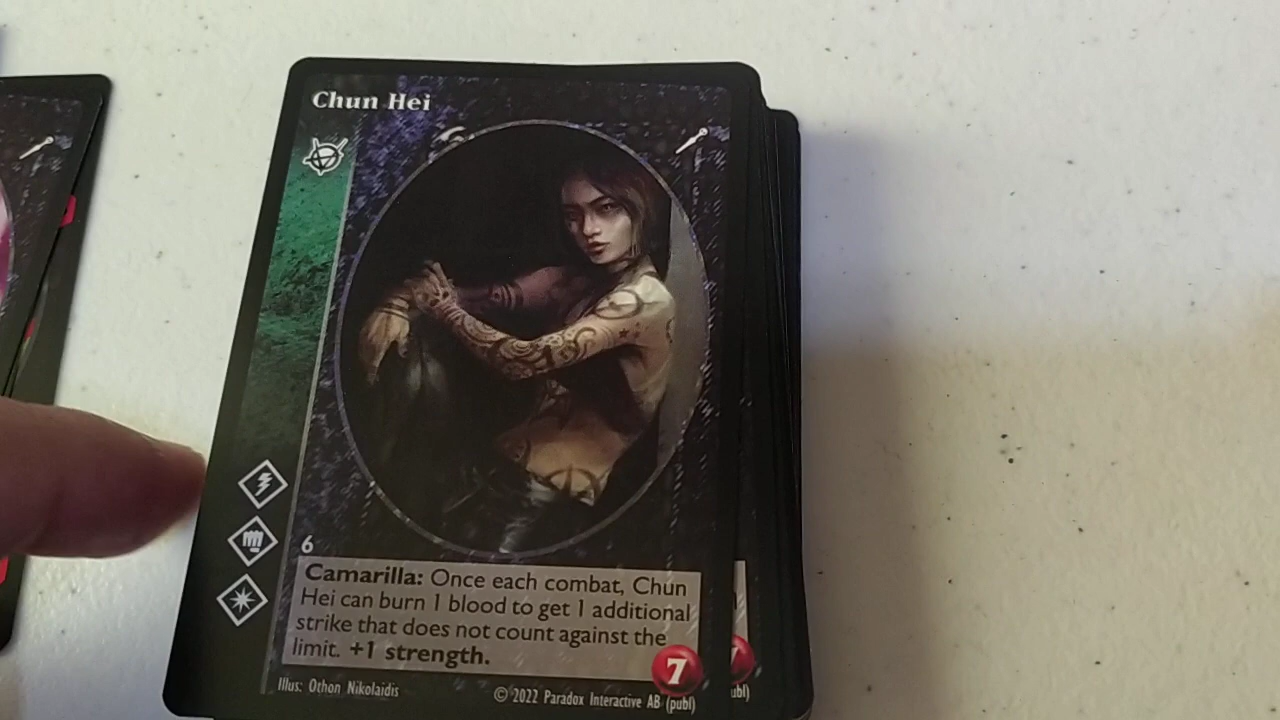 Chun Hei
6
Camarilla: Once each combat, Chun
Hei can burn 1 blood to get 1 additional
strike that does not count against the
limit. +1 strength.
7
Illus: Othon Nikolaidis
© 2022 Paradox Interactive AB (publ)
ubl)